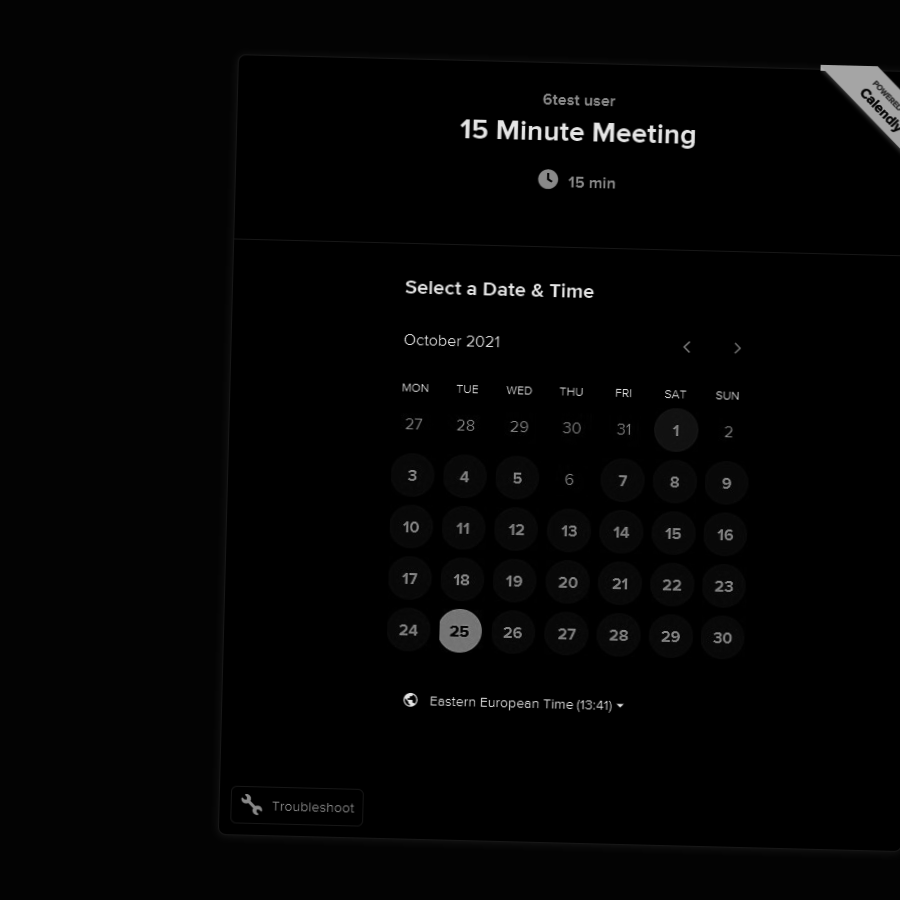 POWERED
Calendly
6test user
15 Minute Meeting
15 min
Select a Date & Time
October 2021
MON TUE WED THU FRI SAT SUN
27 28 29 30 31 1 2
3 4 5 6 7 8 9
10 11 12 13 14 15 16
17 18 19 20 21 22 23
24 25 26 27 28 29 30
Eastern European Time (13:41)
Troubleshoot